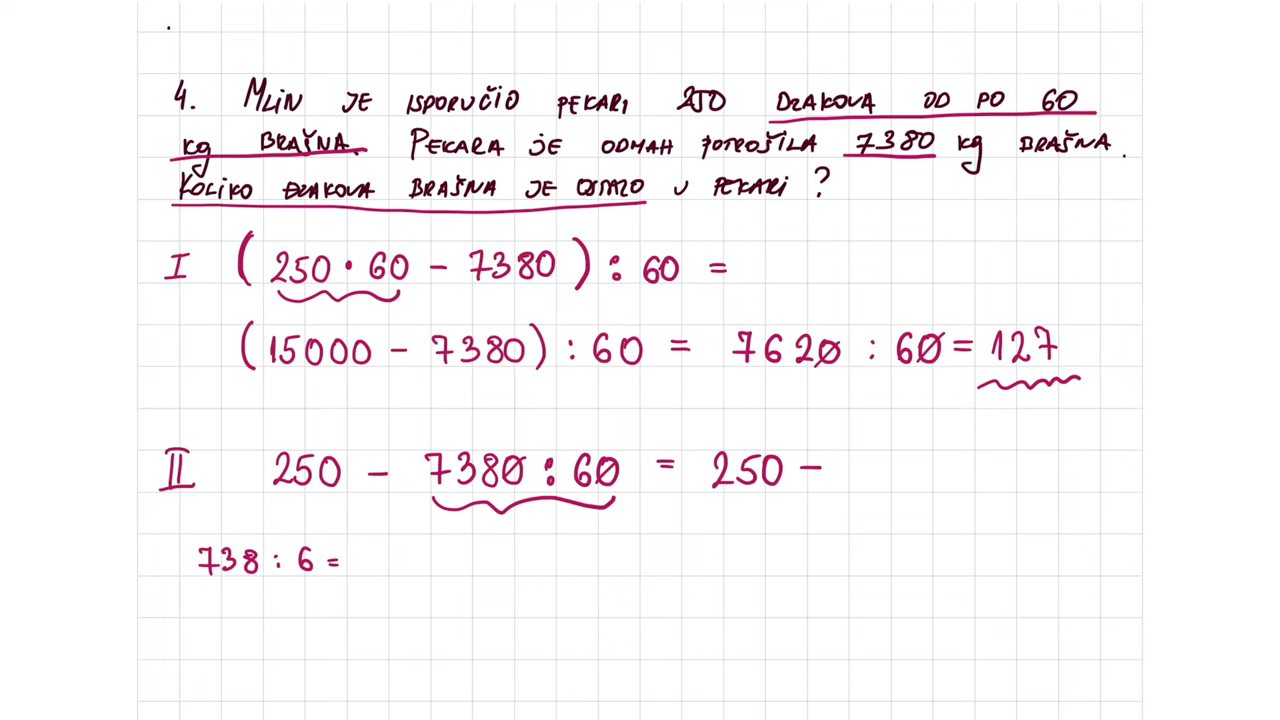 4. MLIN JE ISPORUČIO PEKARI 250 DŽAKOVA OD PO 60
kg BRAŠNA. PEKARA JE ODMAH POTROŠILA 7380 kg BRAŠNA.
KOLIKO DŽAKOVA BRAŠNA JE OSTALO U PEKARI?
I (250 · 60 - 7380) : 60 =
(15000 - 7380) : 60 = 7620 : 60 = 127
II 250 - 7380 : 60 = 250 -
738 : 6 =